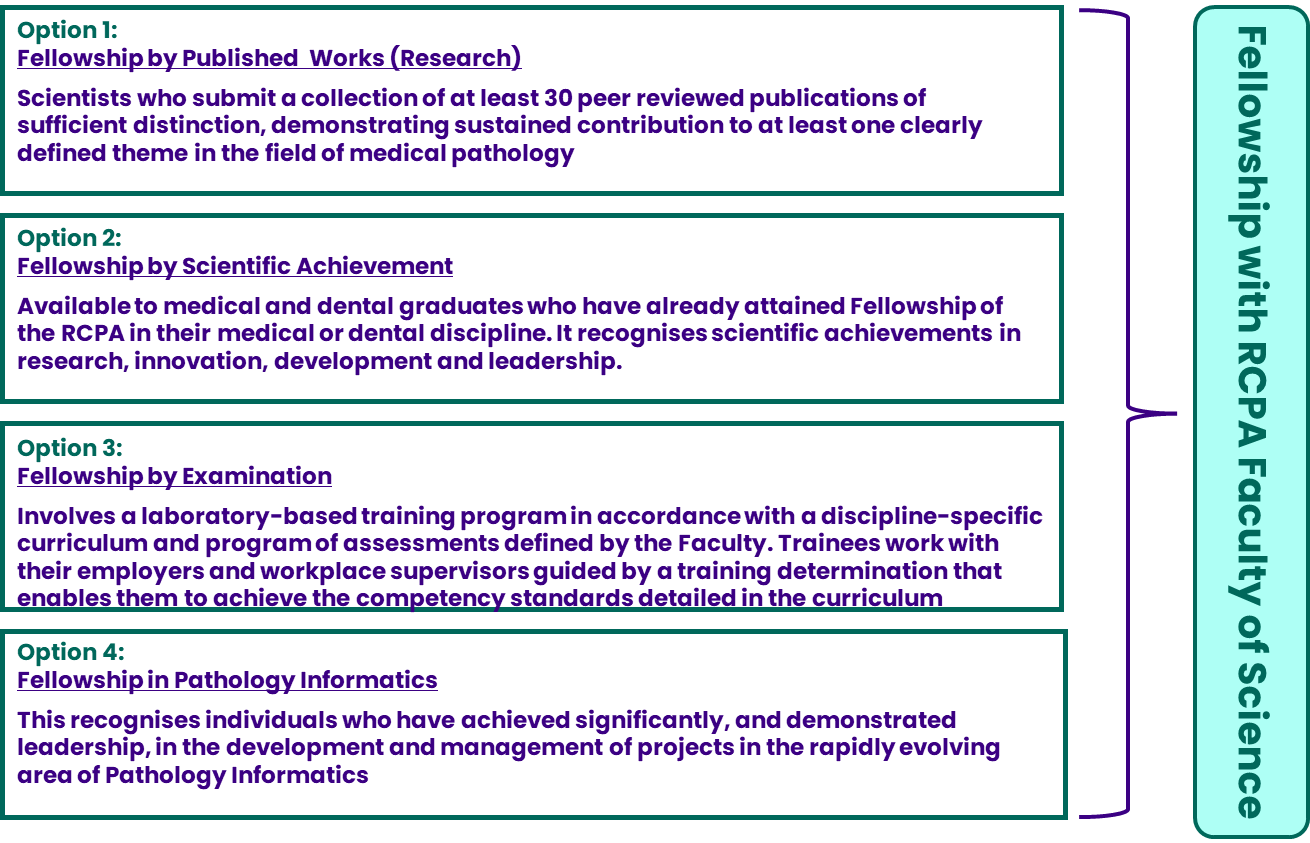 Option 1:
Fellowship by Published Works (Research)
Scientists who submit a collection of at least 30 peer reviewed publications of
sufficient distinction, demonstrating sustained contribution to at least one clearly
defined theme in the field of medical pathology
Option 2:
Fellowship by Scientific Achievement
Available to medical and dental graduates who have already attained Fellowship of
the RCPA in their medical or dental discipline. It recognises scientific achievements in
research, innovation, development and leadership.
Option 3:
Fellowship by Examination
Involves a laboratory-based training program in accordance with a discipline-specific
curriculum and program of assessments defined by the Faculty. Trainees work with
their employers and workplace supervisors guided by a training determination that
enables them to achieve the competency standards detailed in the curriculum
Option 4:
Fellowship in Pathology Informatics
This recognises individuals who have achieved significantly, and demonstrated
leadership, in the development and management of projects in the rapidly evolving
area of Pathology Informatics
Fellowship with RCPA Faculty of Science